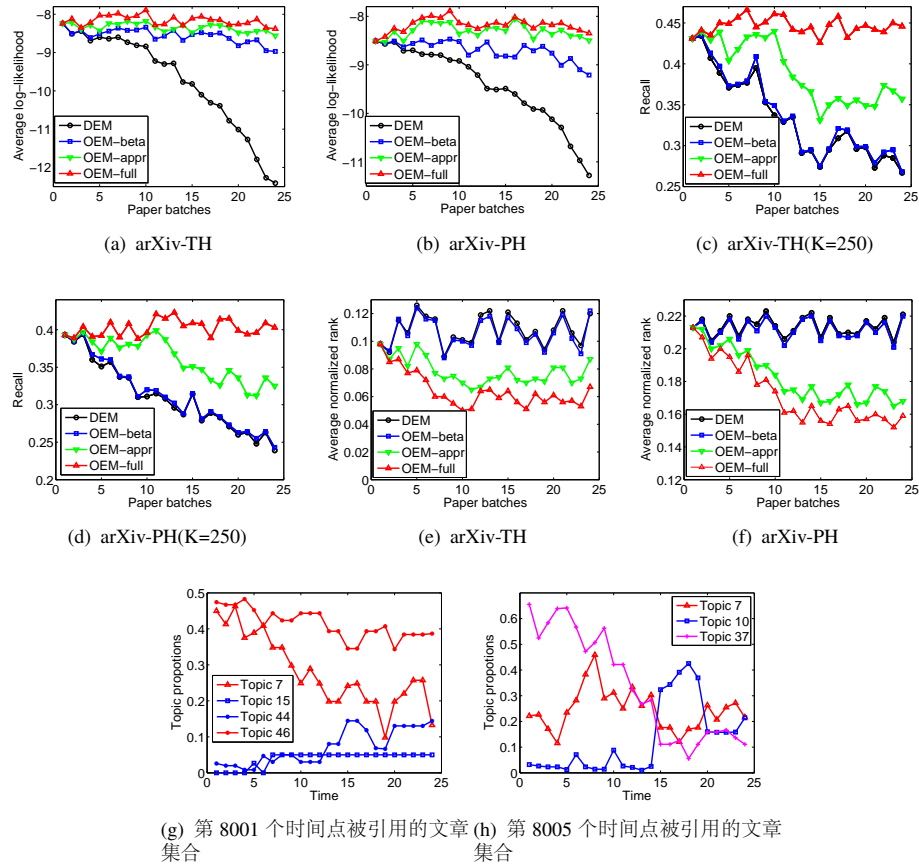 Average log−likelihood
−8
−9
−10
−11
−12
DEM
OEM−beta
OEM−appr
OEM−full
0 5 10 15 20 25
Paper batches
(a) arXiv-TH
Average log−likelihood
−8
−9
−10
−11
DEM
OEM−beta
OEM−appr
OEM−full
0 5 10 15 20 25
Paper batches
(b) arXiv-PH
Recall
0.45
0.35
0.25
DEM
OEM−beta
OEM−appr
OEM−full
0 5 10 15 20 25
Paper batches
(c) arXiv-TH(K=250)
Recall
0.4
0.35
0.3
0.25
0.2
DEM
OEM−beta
OEM−appr
OEM−full
0 5 10 15 20 25
Paper batches
(d) arXiv-PH(K=250)
Average normalized rank
0.12
0.1
0.08
0.06
0.04
0.02
0
DEM
OEM−beta
OEM−appr
OEM−full
0 5 10 15 20 25
Paper batches
(e) arXiv-TH
Average normalized rank
0.22
0.2
0.18
0.16
0.14
0.12
DEM
OEM−beta
OEM−appr
OEM−full
0 5 10 15 20 25
Paper batches
(f) arXiv-PH
Topic proptions
0.5
0.4
0.3
0.2
0.1
0
Topic 7
Topic 15
Topic 44
Topic 46
0 5 10 15 20 25
Time
(g) 第 8001 个时间点被引用的文章
集合
Topic proptions
0.6
0.5
0.4
0.3
0.2
0.1
0
Topic 7
Topic 10
Topic 37
0 5 10 15 20 25
Time
(h) 第 8005 个时间点被引用的文章
集合